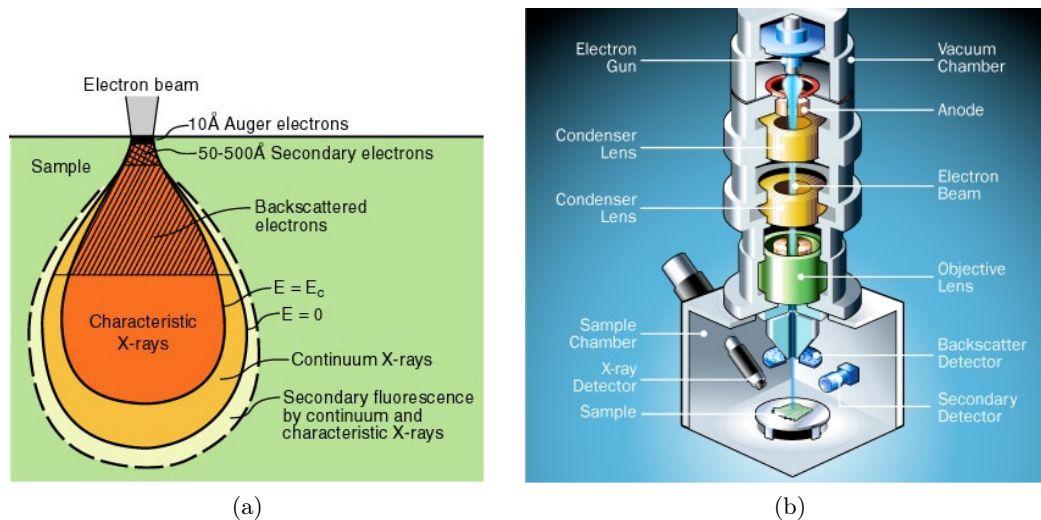 Electron beam
10Å Auger electrons
50-500Å Secondary electrons
Sample
Backscattered
electrons
E = Ec
E = 0
Characteristic
X-rays
Continuum X-rays
Secondary fluorescence
by continuum and
characteristic X-rays
(a)
Electron
Gun
Vacuum
Chamber
Anode
Condenser
Lens
Electron
Beam
Condenser
Lens
Objective
Lens
Sample
Chamber
Backscatter
Detector
X-ray
Detector
Secondary
Detector
Sample
(b)